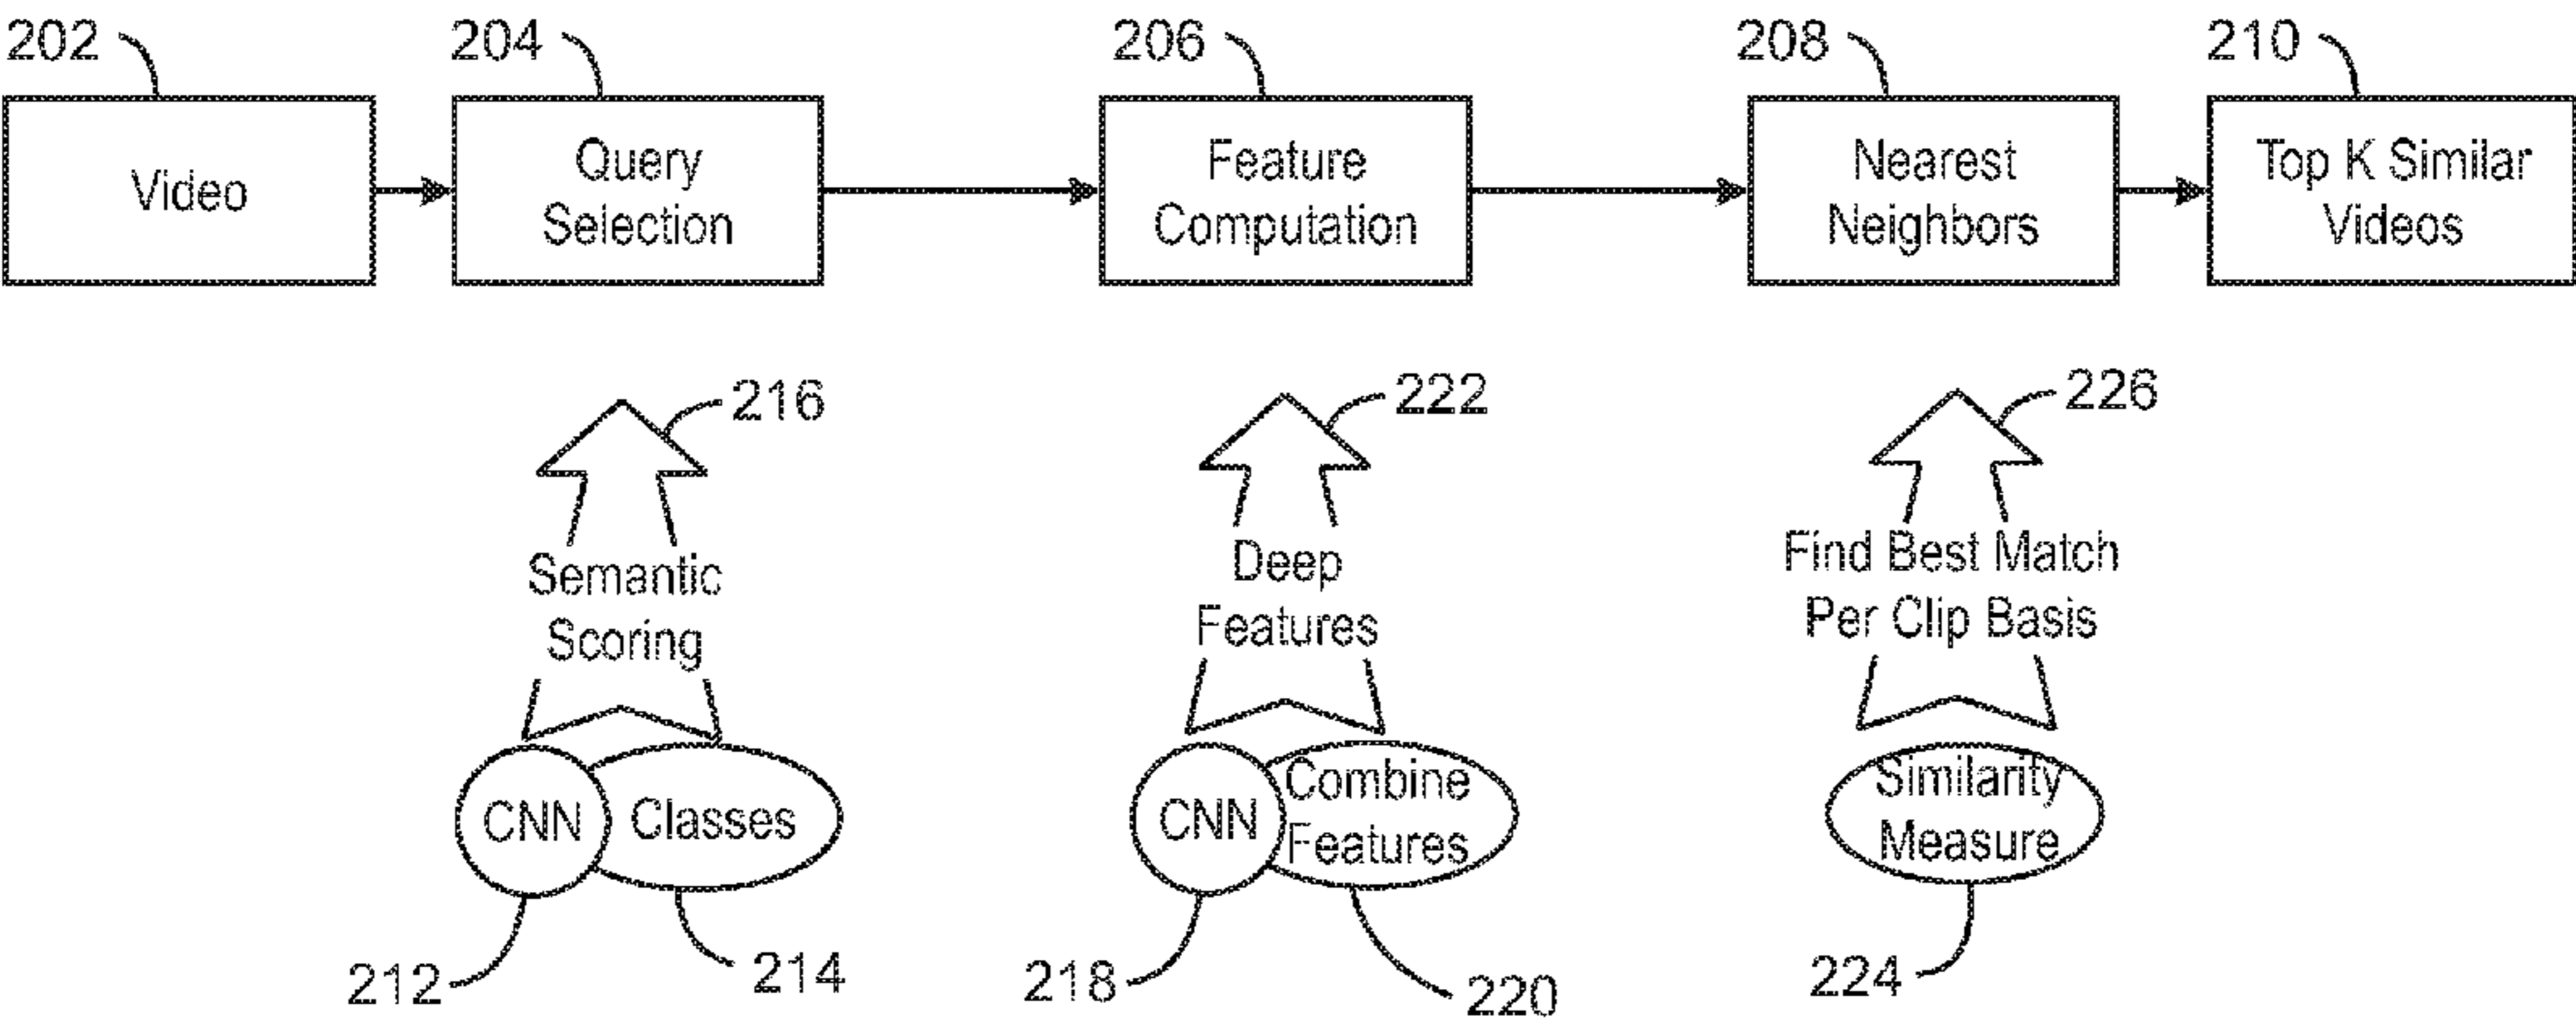 202
204
206
208
210
Video
Query
Selection
Feature
Computation
Nearest
Neighbors
Top K Similar
Videos
216
222
226
Semantic
Scoring
Deep
Features
Find Best Match
Per Clip Basis
CNN
Classes
CNN
Combine
Features
Similarity
Measure
212
214
218
220
224